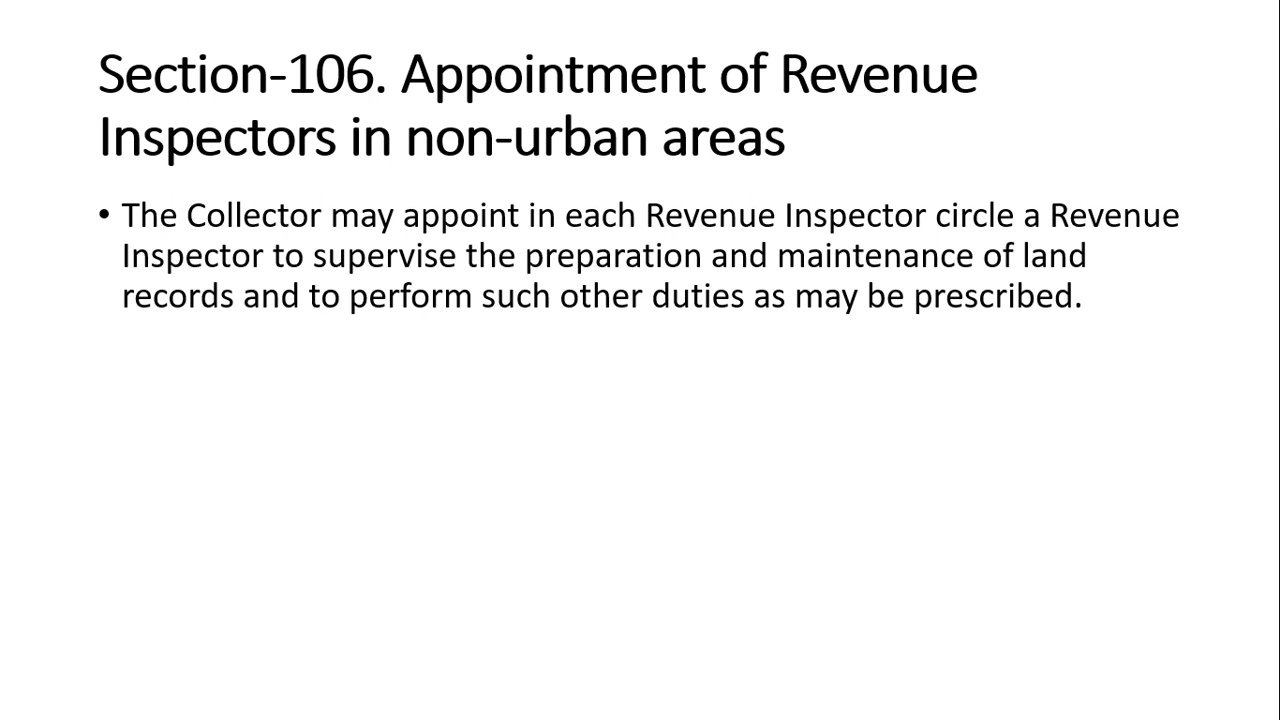 Section-106. Appointment of Revenue
Inspectors in non-urban areas
• The Collector may appoint in each Revenue Inspector circle a Revenue
Inspector to supervise the preparation and maintenance of land
records and to perform such other duties as may be prescribed.